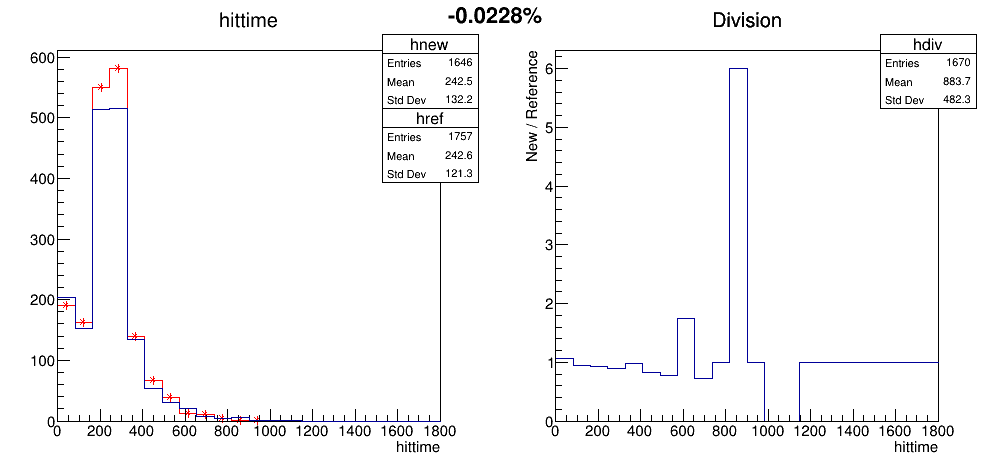 -0.0228%
hittime
hnew
Entries 1646
Mean 242.5
Std Dev 132.2
href
Entries 1757
Mean 242.6
Std Dev 121.3
600
500
400
300
200
100
0
0 200 400 600 800 1000 1200 1400 1600 1800
hittime
Division
hdiv
Entries 1670
Mean 883.7
Std Dev 482.3
New / Reference
6
5
4
3
2
1
0
0 200 400 600 800 1000 1200 1400 1600 1800
hittime